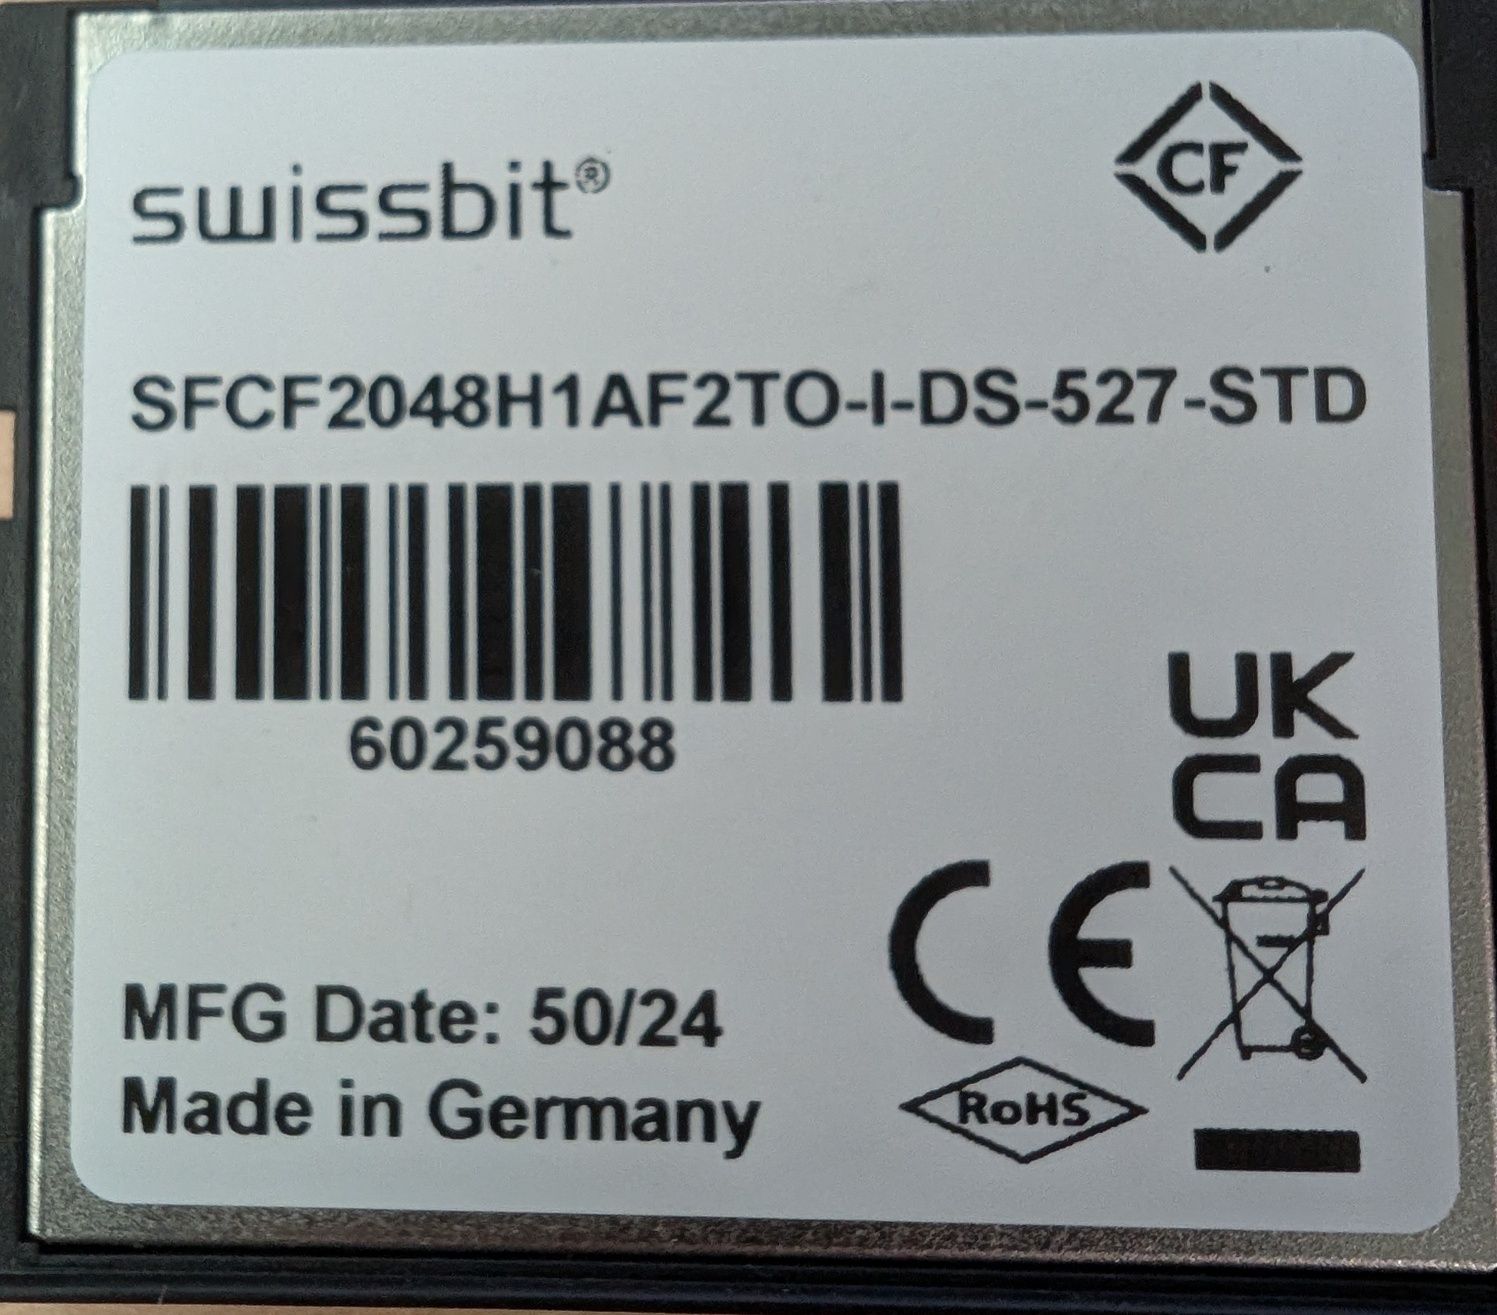 swissbit®
CF
SFCF2048H1AF2TO-I-DS-527-STD
60259088
UK
CA
CE
MFG Date: 50/24
Made in Germany
RoHS